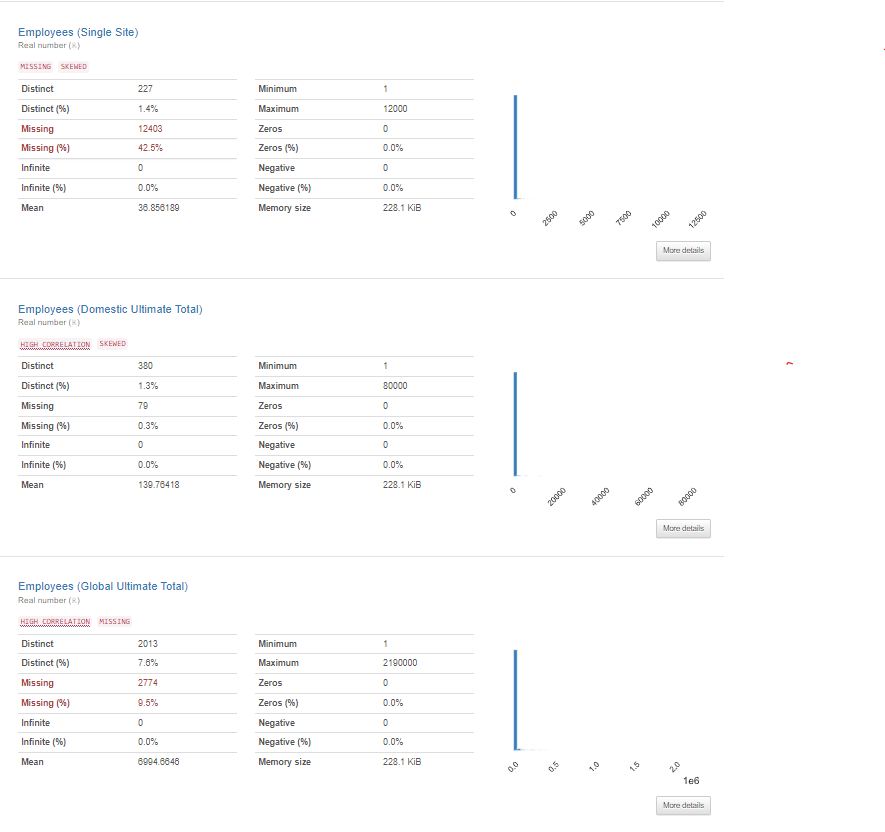 Employees (Single Site)
Real number (ℝ)
MISSING SKEWED
Distinct 227 Minimum 1
Distinct (%) 1.4% Maximum 12000
Missing 12403 Zeros 0
Missing (%) 42.5% Zeros (%) 0.0%
Infinite 0 Negative 0
Infinite (%) 0.0% Negative (%) 0.0%
Mean 36.856189 Memory size 228.1 KiB
0 2500 5000 7500 10000 12500
More details
Employees (Domestic Ultimate Total)
Real number (ℝ)
HIGH CORRELATION SKEWED
Distinct 380 Minimum 1
Distinct (%) 1.3% Maximum 80000
Missing 79 Zeros 0
Missing (%) 0.3% Zeros (%) 0.0%
Infinite 0 Negative 0
Infinite (%) 0.0% Negative (%) 0.0%
Mean 139.76418 Memory size 228.1 KiB
0 20000 40000 60000 80000
More details
Employees (Global Ultimate Total)
Real number (ℝ)
HIGH CORRELATION MISSING
Distinct 2013 Minimum 1
Distinct (%) 7.6% Maximum 2190000
Missing 2774 Zeros 0
Missing (%) 9.5% Zeros (%) 0.0%
Infinite 0 Negative 0
Infinite (%) 0.0% Negative (%) 0.0%
Mean 6994.6646 Memory size 228.1 KiB
0.0 0.5 1.0 1.5 2.0
1e6
More details